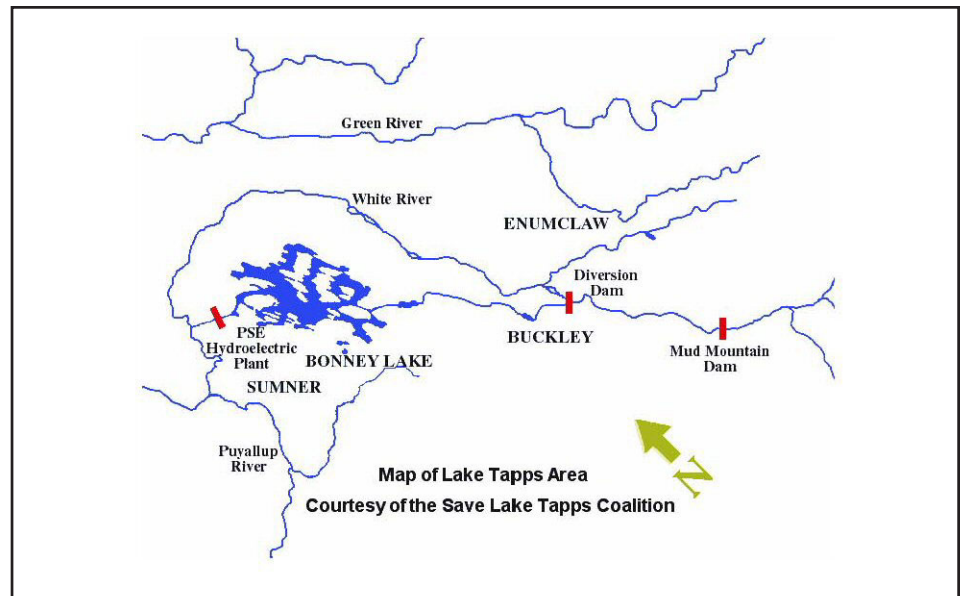 Green River
White River
ENUMCLAW
Diversion
Dam
BUCKLEY
Mud Mountain
Dam
PSE
Hydroelectric
Plant
BONNEY LAKE
SUMNER
Puyallup
River
N
Map of Lake Tapps Area
Courtesy of the Save Lake Tapps Coalition